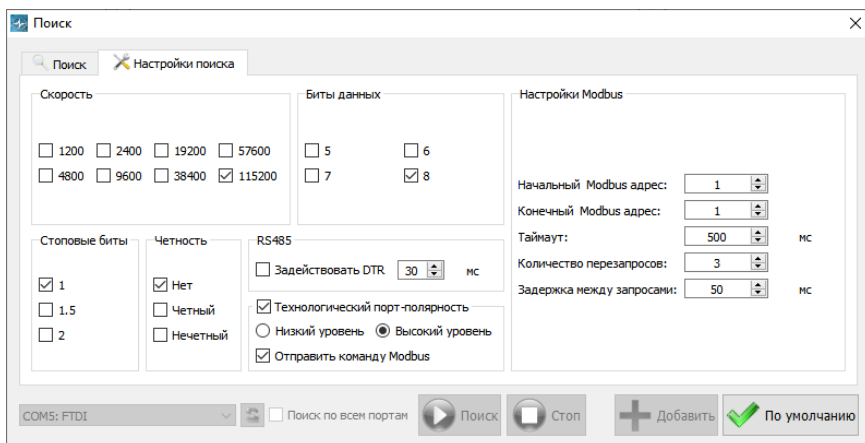 Поиск
Поиск Настройки поиска
Скорость
1200 2400 19200 57600
4800 9600 38400 115200
Биты данных
5 6
7 8
Стоповые биты
1
1.5
2
Четность
Нет
Четный
Нечетный
RS485
Задействовать DTR 30 мс
Технологический порт-полярность
Низкий уровень Высокий уровень
Отправить команду Modbus
Настройки Modbus
Начальный Modbus адрес: 1
Конечный Modbus адрес: 1
Таймаут: 500 мс
Количество перезапросов: 3
Задержка между запросами: 50 мс
COM5: FTDI Поиск по всем портам Поиск Стоп Добавить По умолчанию